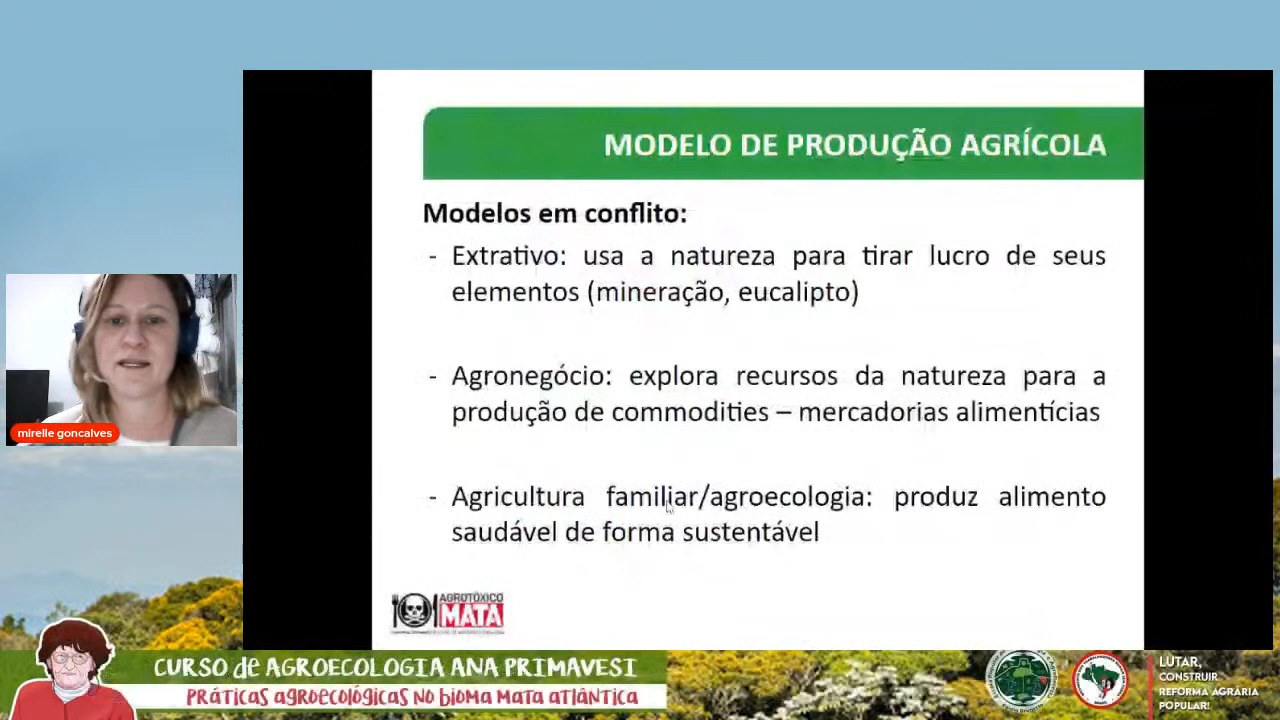 MODELO DE PRODUÇÃO AGRÍCOLA
Modelos em conflito:
- Extrativo: usa a natureza para tirar lucro de seus
elementos (mineração, eucalipto)
- Agronegócio: explora recursos da natureza para a
produção de commodities – mercadorias alimentícias
- Agricultura familiar/agroecologia: produz alimento
saudável de forma sustentável
mirelle goncalves
AGROTÓXICO
MATA
CURSO de AGROECOLOGIA ANA PRIMAVESI
PRÁTICAS agroecológicas NO bioma MATA atlÂNTICA
LUTAR,
CONSTRUIR
REFORMA AGRÁRIA
POPULAR!